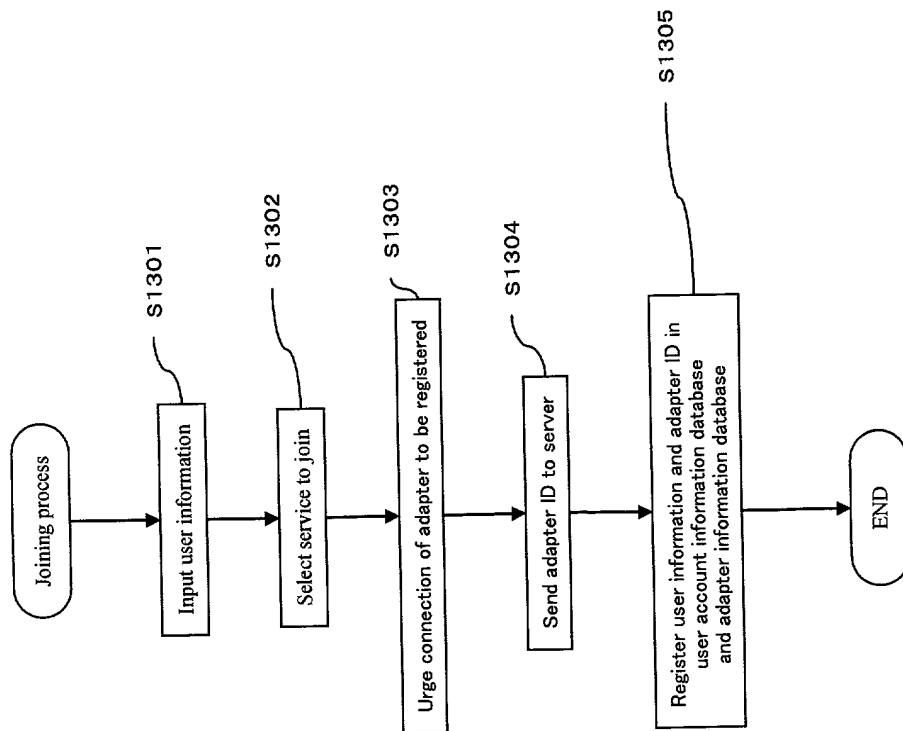 Joining process
Input user information
S1301
Select service to join
S1302
Urge connection of adapter to be registered
S1303
Send adapter ID to server
S1304
Register user information and adapter ID in
user account information database
and adapter information database
S1305
END